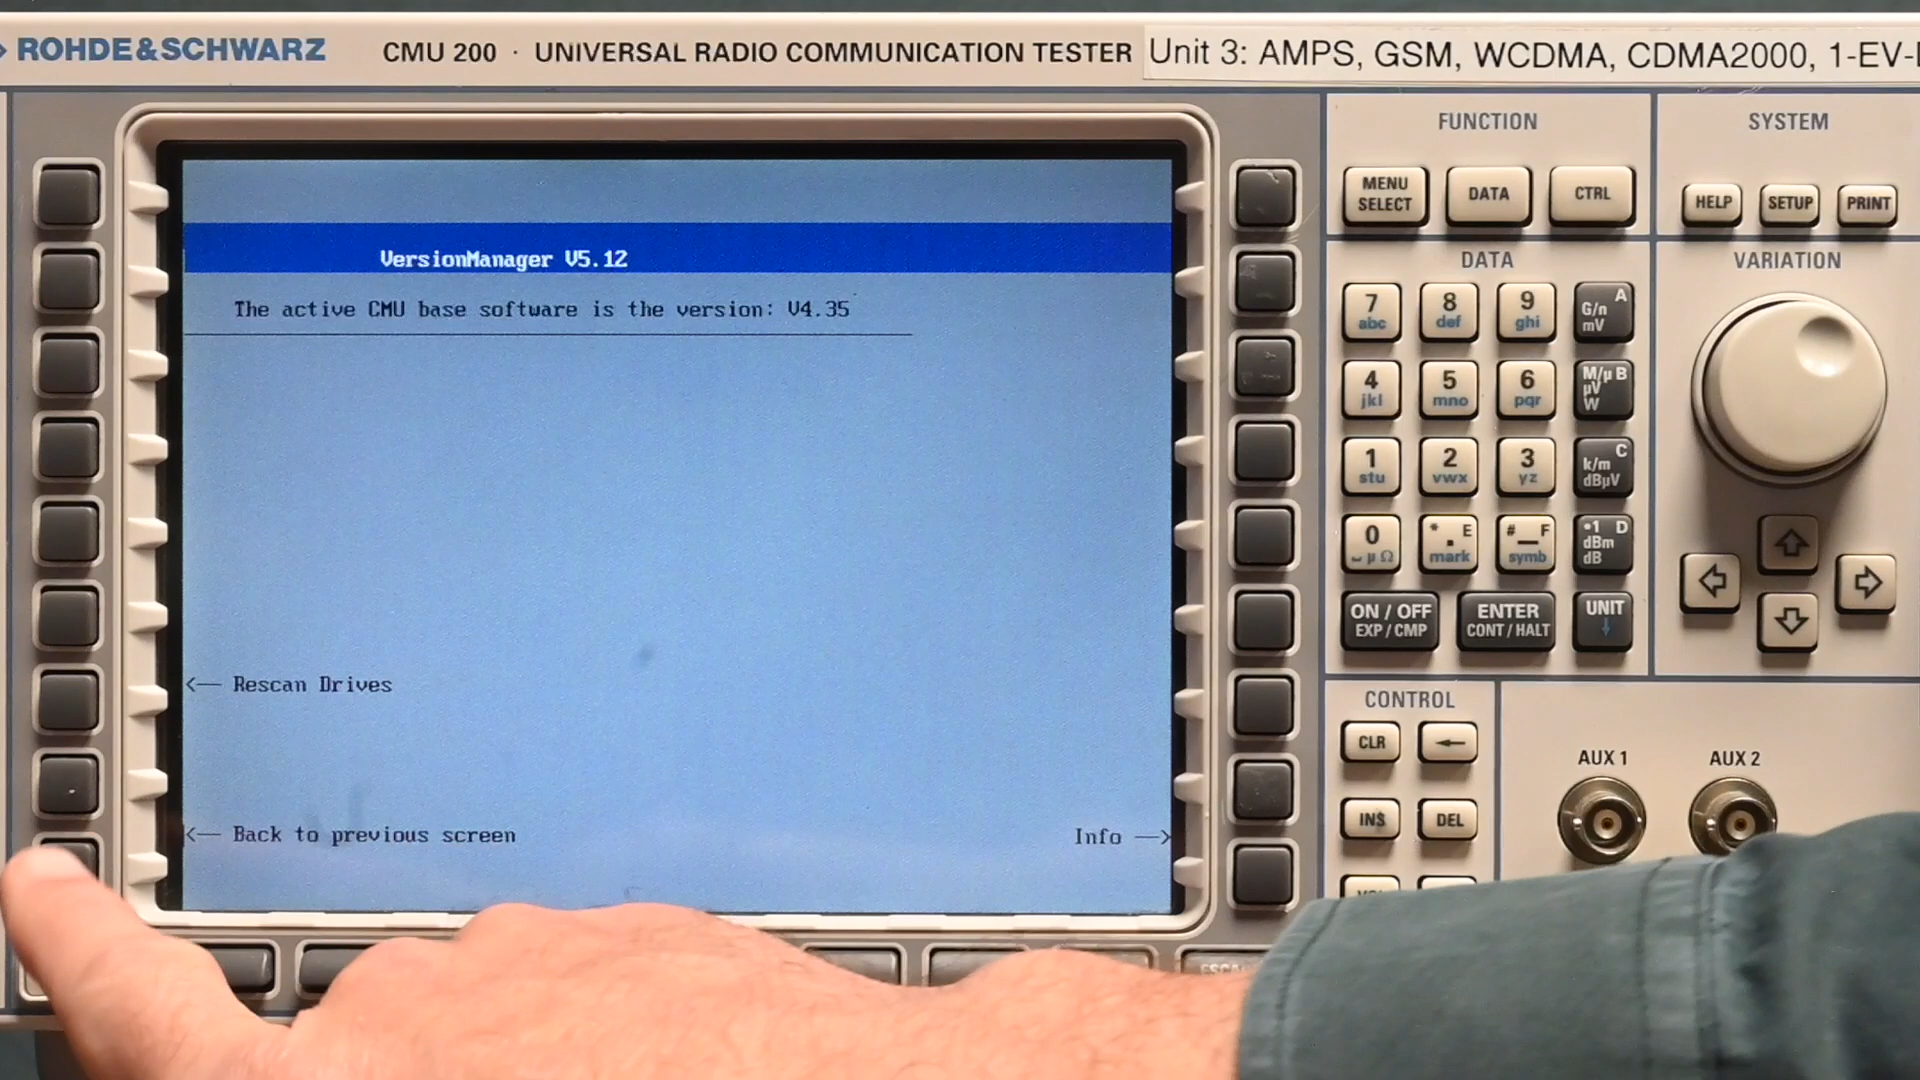 ROHDE&SCHWARZ CMU 200 · UNIVERSAL RADIO COMMUNICATION TESTER Unit 3: AMPS, GSM, WCDMA, CDMA2000, 1-EV-
VersionManager V5.12
The active CMU base software is the version: V4.35
<-- Rescan Drives
<-- Back to previous screen
Info -->
FUNCTION
MENU SELECT
DATA
CTRL
SYSTEM
HELP
SETUP
PRINT
DATA
7 abc
8 def
9 ghi
G/n mV A
4 jkl
5 mno
6 pqr
M/µ µV W B
1 stu
2 vwx
3 yz
k/m dBµV C
0 µ Ω
* . E mark
# _ F symb
•1 dBm dB D
ON / OFF EXP / CMP
ENTER CONT / HALT
UNIT
VARIATION
CONTROL
CLR
INS
DEL
AUX 1
AUX 2